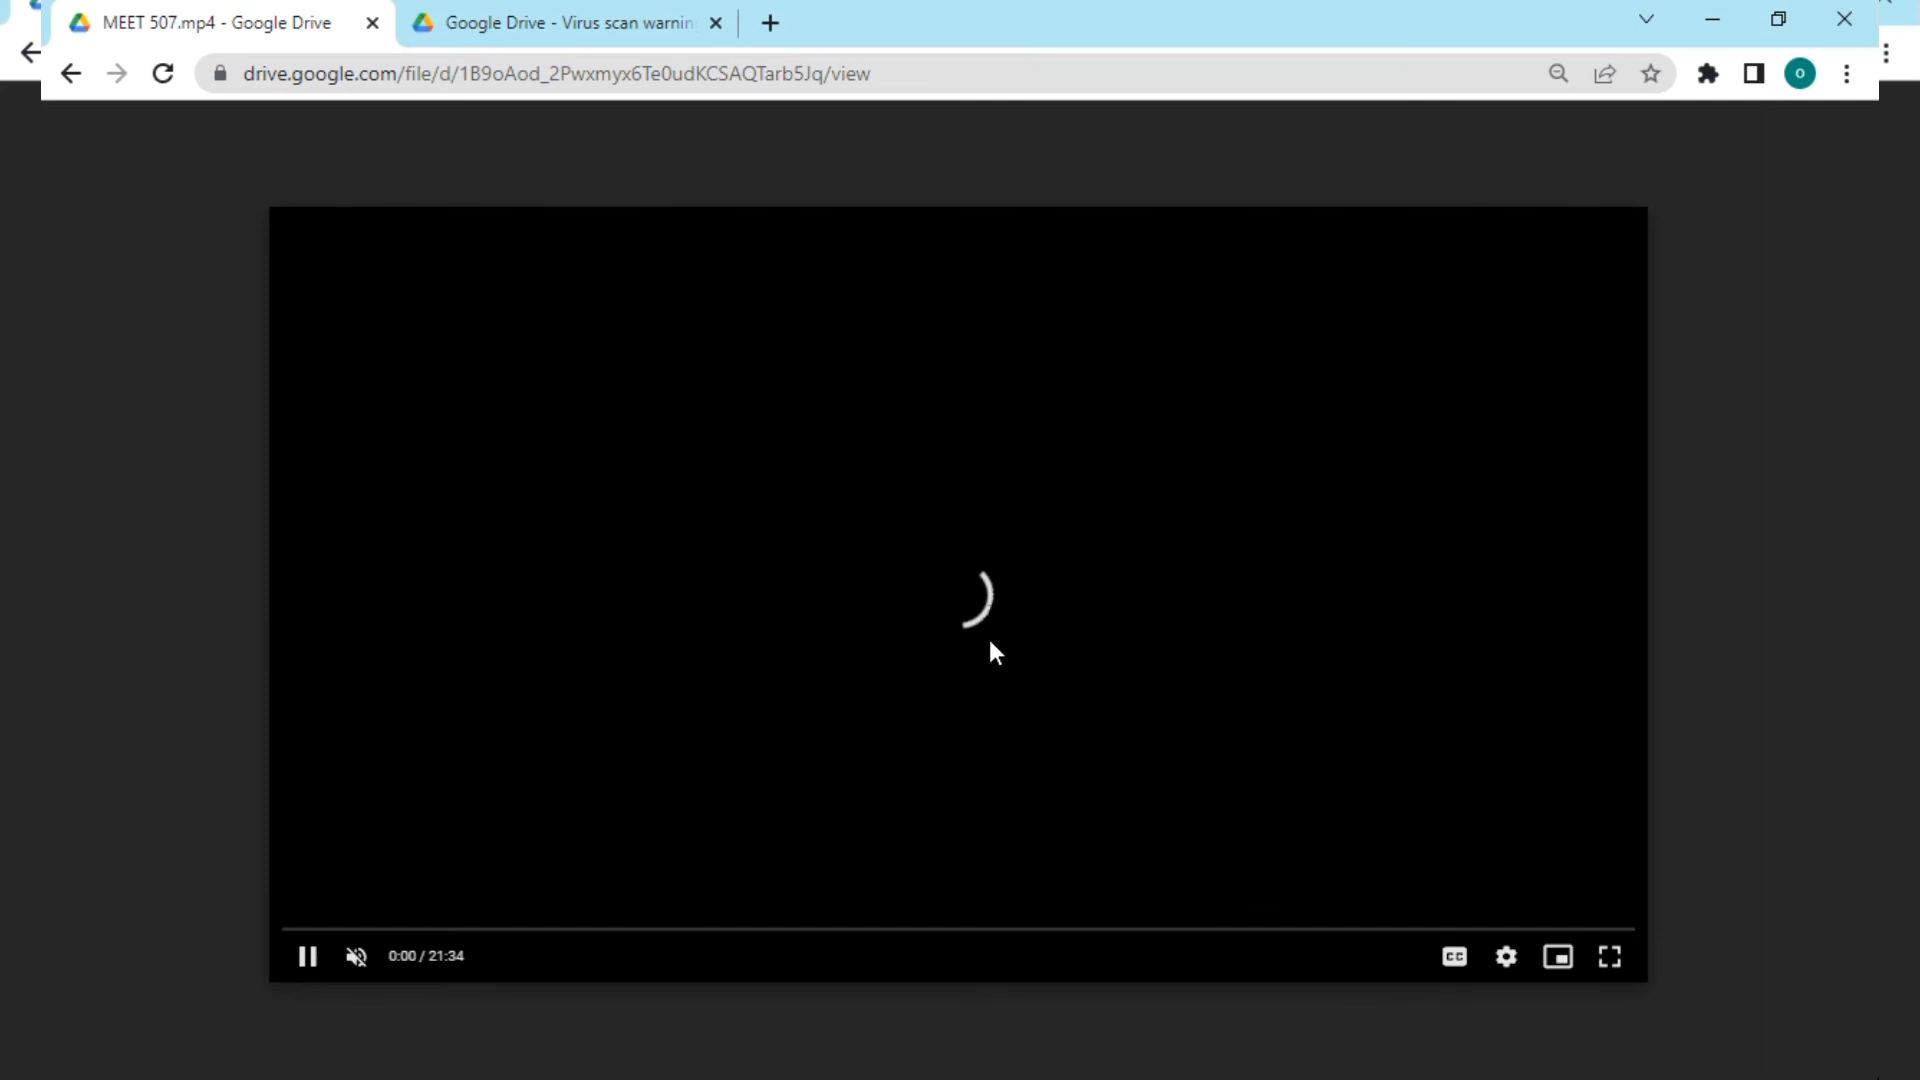 MEET 507.mp4 - Google Drive
Google Drive - Virus scan warnin
drive.google.com/file/d/1B9oAod_2Pwxmyx6Te0udKCSAQTarb5Jq/view
O
0:00 / 21:34
CC